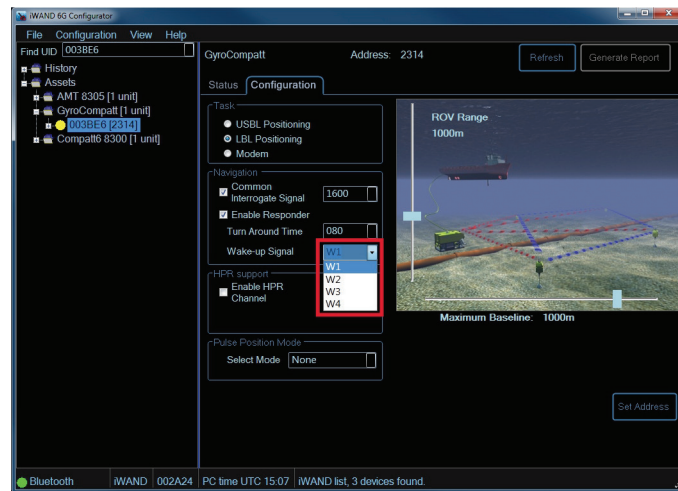 iWAND 6G Configurator
File Configuration View Help
Find UID 003BE6
History
Assets
AMT 8305 [1 unit]
GyroCompatt [1 unit]
003BE6 [2314]
Compatt6 8300 [1 unit]
GyroCompatt Address: 2314 Refresh Generate Report
Status Configuration
Task
USBL Positioning
LBL Positioning
Modem
Navigation
Common
Interrogate Signal 1600
Enable Responder
Turn Around Time 080
Wake-up Signal W1
W1
W2
W3
W4
HPR support
Enable HPR
Channel
Pulse Position Mode
Select Mode None
ROV Range
1000m
Maximum Baseline: 1000m
Set Address
Bluetooth iWAND 002A24 PC time UTC 15:07 iWAND list, 3 devices found.